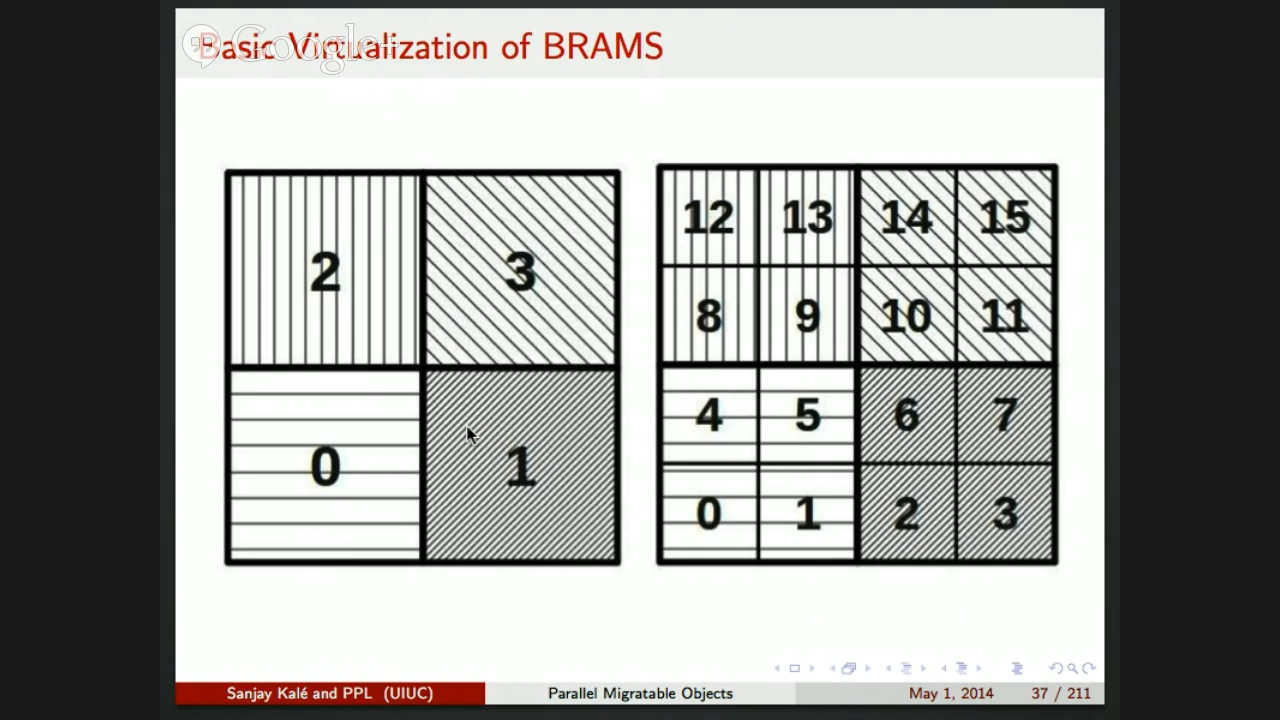 Basic Virtualization of BRAMS
Google+
2 3
0 1
12 13 14 15
8 9 10 11
4 5 6 7
0 1 2 3
Sanjay Kalé and PPL (UIUC) Parallel Migratable Objects May 1, 2014 37 / 211